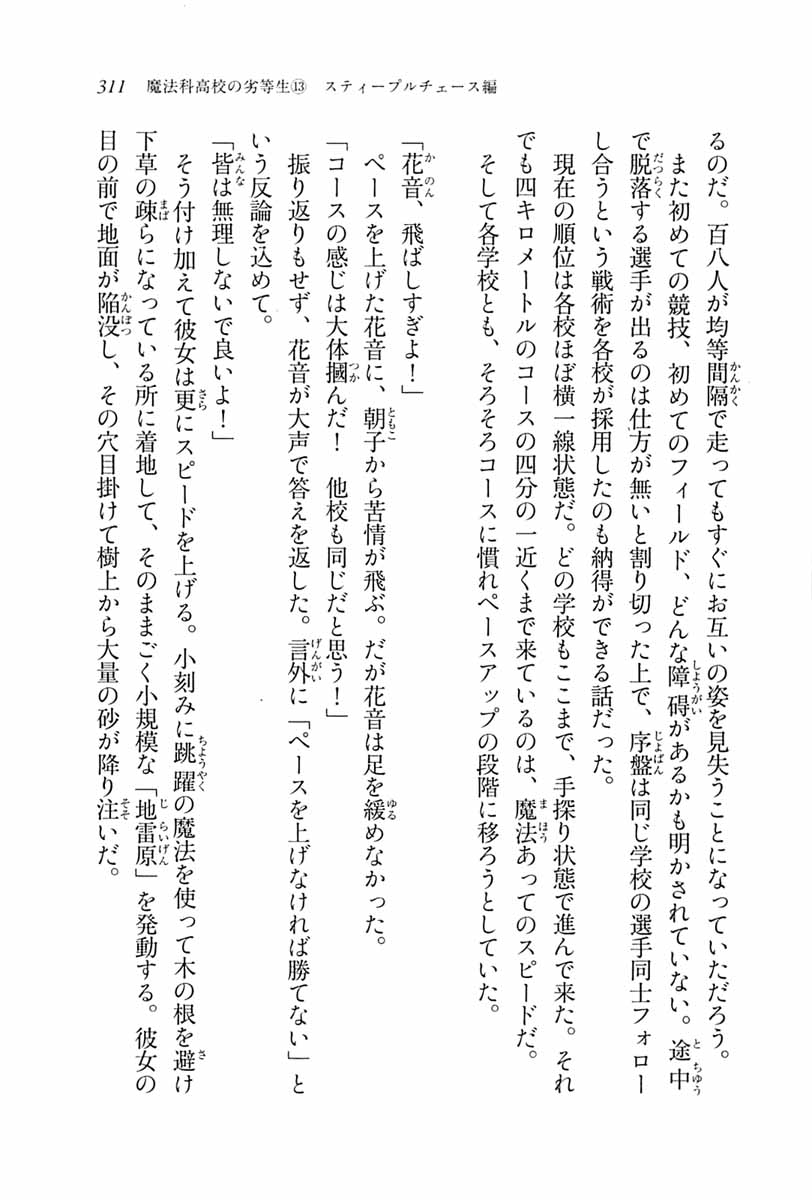 311　魔法科高校の劣等生⑬　スティープルチェース編
るのだ。百八人が均等間隔で走ってもすぐにお互いの姿を見失うことになっていただろう。
また初めての競技、初めてのフィールド、どんな障碍があるかも明かされていない。途中
で脱落する選手が出るのは仕方が無いと割り切った上で、序盤は同じ学校の選手同士フォロー
し合うという戦術を各校が採用したのも納得ができる話だった。
現在の順位は各校ほぼ横一線状態だ。どの学校もここまで、手探り状態で進んで来た。それ
でも四キロメートルのコースの四分の一近くまで来ているのは、魔法あってのスピードだ。
そして各学校とも、そろそろコースに慣れペースアップの段階に移ろうとしていた。
「花音、飛ばしすぎよ！」
ペースを上げた花音に、朝子から苦情が飛ぶ。だが花音は足を緩めなかった。
「コースの感じは大体摑んだ！　他校も同じだと思う！」
振り返りもせず、花音が大声で答えを返した。言外に「ペースを上げなければ勝てない」と
いう反論を込めて。
「皆は無理しないで良いよ！」
そう付け加えて彼女は更にスピードを上げる。小刻みに跳躍の魔法を使って木の根を避け
下草の疎らになっている所に着地して、そのままごく小規模な「地雷原」を発動する。彼女の
目の前で地面が陥没し、その穴目掛けて樹上から大量の砂が降り注いだ。